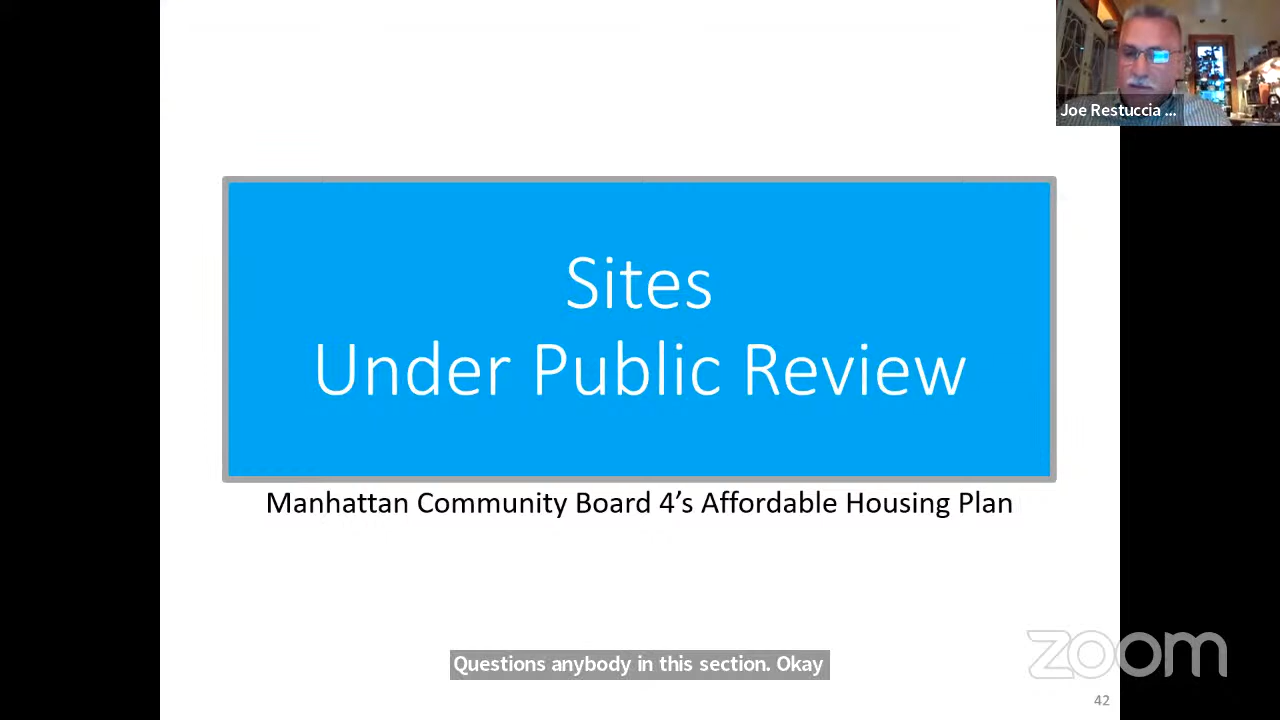 Joe Restuccia ...
Sites
Under Public Review
Manhattan Community Board 4’s Affordable Housing Plan
Questions anybody in this section. Okay
zoom
42